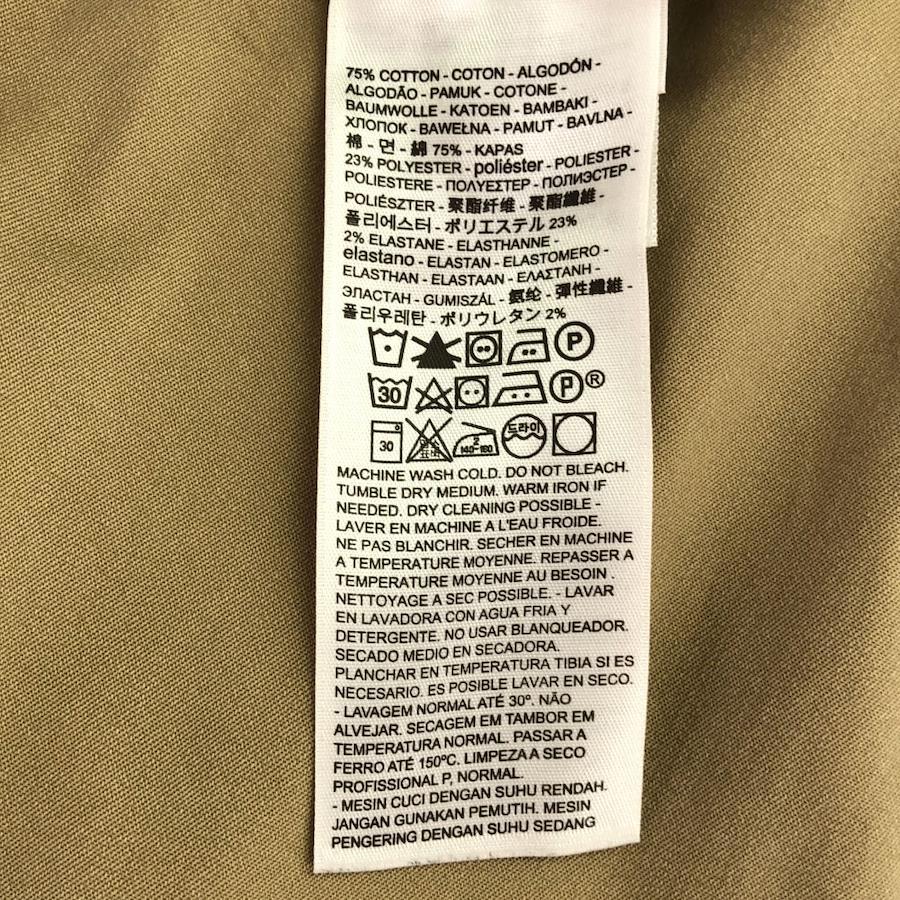 75% COTTON - COTON - ALGODÓN -
ALGODÃO - PAMUK - COTONE -
BAUMWOLLE - KATOEN - BAMBAKI -
ХЛОПОК - BAWEŁNA - PAMUT - BAVLNA -
棉 - 면 - 綿 75% - KAPAS
23% POLYESTER - poliéster - POLIESTER -
POLIESTERE - ΠΟΛΥΕΣΤΕΡ - ПОЛИЭСТЕР -
POLIÉSZTER - 聚酯纤维 - 聚酯纖維 -
폴리에스터 - ポリエステル 23%
2% ELASTANE - ELASTHANNE -
elastano - ELASTAN - ELASTOMERO -
ELASTHAN - ELASTAAN - ΕΛΑΣΤΑΝΗ -
ЭЛАСТАН - GUMISZÁL - 氨纶 - 彈性纖維 -
폴리우레탄 - ポリウレタン 2%
P
30 P ®
30 2 140-160 드라이
MACHINE WASH COLD. DO NOT BLEACH.
TUMBLE DRY MEDIUM. WARM IRON IF
NEEDED. DRY CLEANING POSSIBLE -
LAVER EN MACHINE A L'EAU FROIDE.
NE PAS BLANCHIR. SECHER EN MACHINE
A TEMPERATURE MOYENNE. REPASSER A
TEMPERATURE MOYENNE AU BESOIN .
NETTOYAGE A SEC POSSIBLE. - LAVAR
EN LAVADORA CON AGUA FRIA Y
DETERGENTE. NO USAR BLANQUEADOR.
SECADO MEDIO EN SECADORA.
PLANCHAR EN TEMPERATURA TIBIA SI ES
NECESARIO. ES POSIBLE LAVAR EN SECO.
- LAVAGEM NORMAL ATÉ 30º. NÃO
ALVEJAR. SECAGEM EM TAMBOR EM
TEMPERATURA NORMAL. PASSAR A
FERRO ATÉ 150ºC. LIMPEZA A SECO
PROFISSIONAL P, NORMAL.
- MESIN CUCI DENGAN SUHU RENDAH.
JANGAN GUNAKAN PEMUTIH. MESIN
PENGERING DENGAN SUHU SEDANG